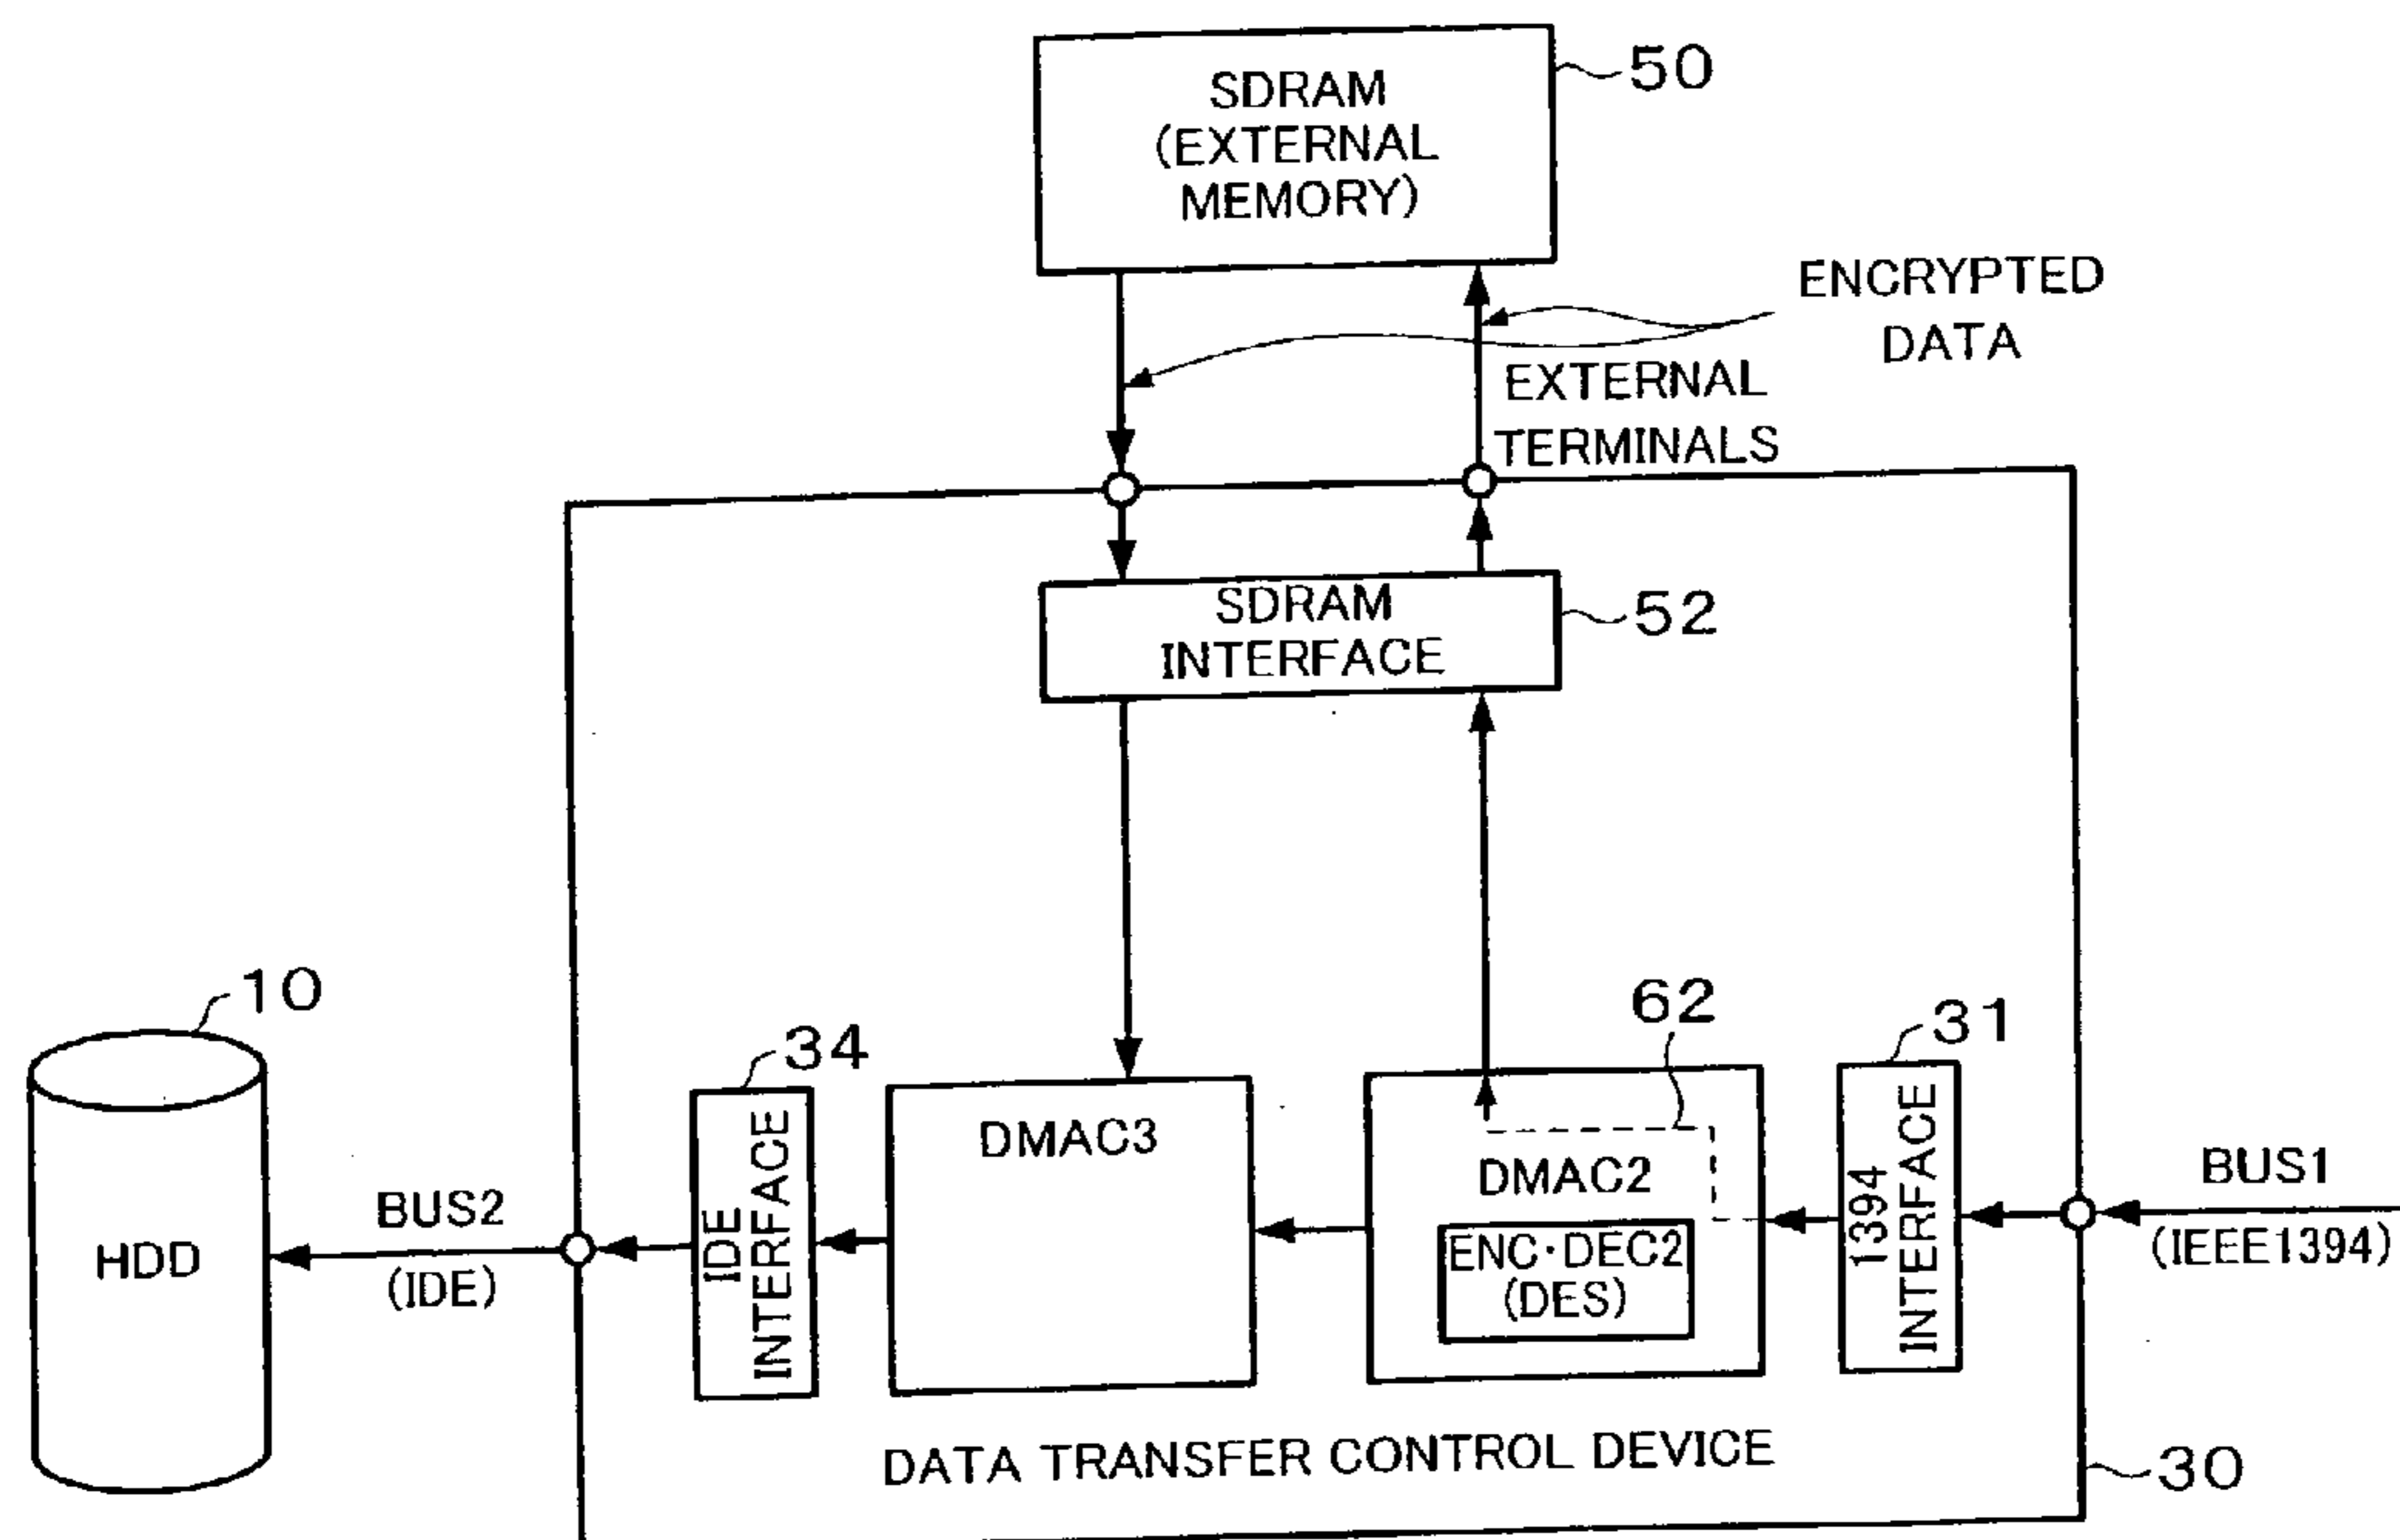 SDRAM
(EXTERNAL
MEMORY)
50
ENCRYPTED
DATA
EXTERNAL
TERMINALS
SDRAM
INTERFACE
52
10
34
62
31
HDD
BUS2
(IDE)
IDE
INTERFACE
DMAC3
DMAC2
ENC·DEC2
(DES)
1394
INTERFACE
BUS1
(IEEE1394)
DATA TRANSFER CONTROL DEVICE
30